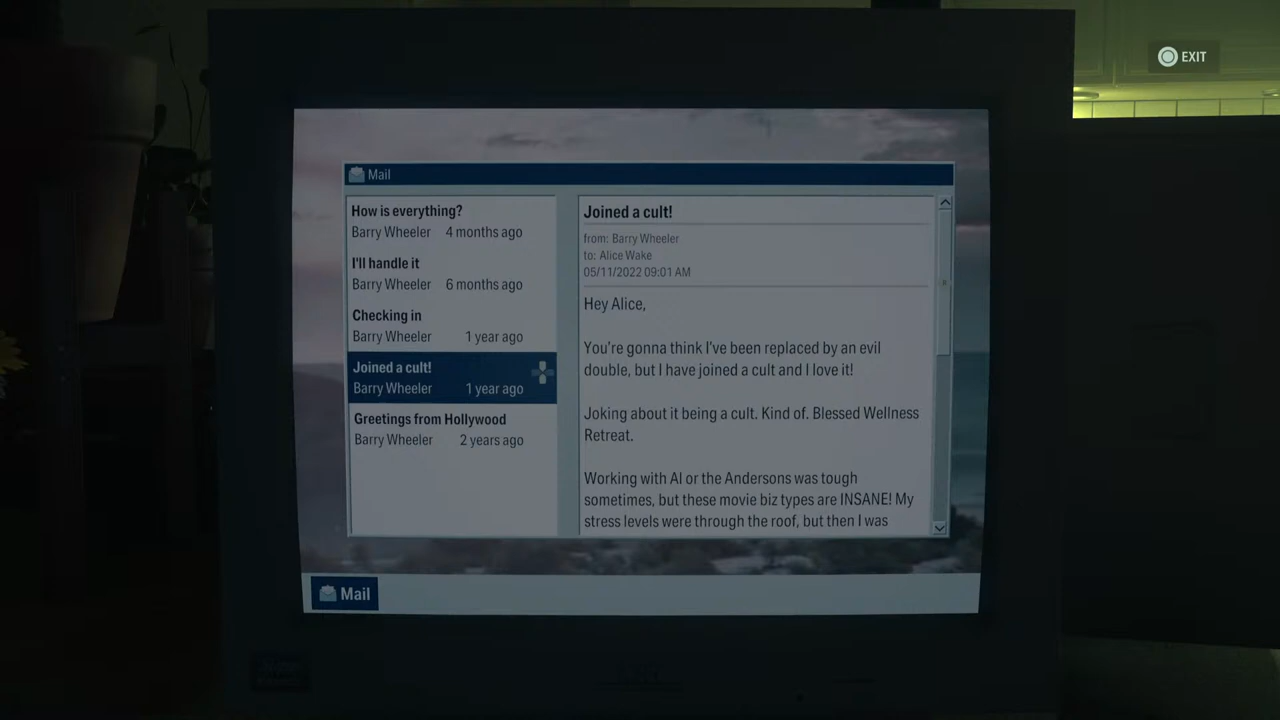 EXIT
Mail
How is everything?
Barry Wheeler 4 months ago
I'll handle it
Barry Wheeler 6 months ago
Checking in
Barry Wheeler 1 year ago
Joined a cult!
Barry Wheeler 1 year ago
Greetings from Hollywood
Barry Wheeler 2 years ago
Joined a cult!
from: Barry Wheeler
to: Alice Wake
05/11/2022 09:01 AM
Hey Alice,
You're gonna think I've been replaced by an evil
double, but I have joined a cult and I love it!
Joking about it being a cult. Kind of. Blessed Wellness
Retreat.
Working with Al or the Andersons was tough
sometimes, but these movie biz types are INSANE! My
stress levels were through the roof, but then I was
Mail